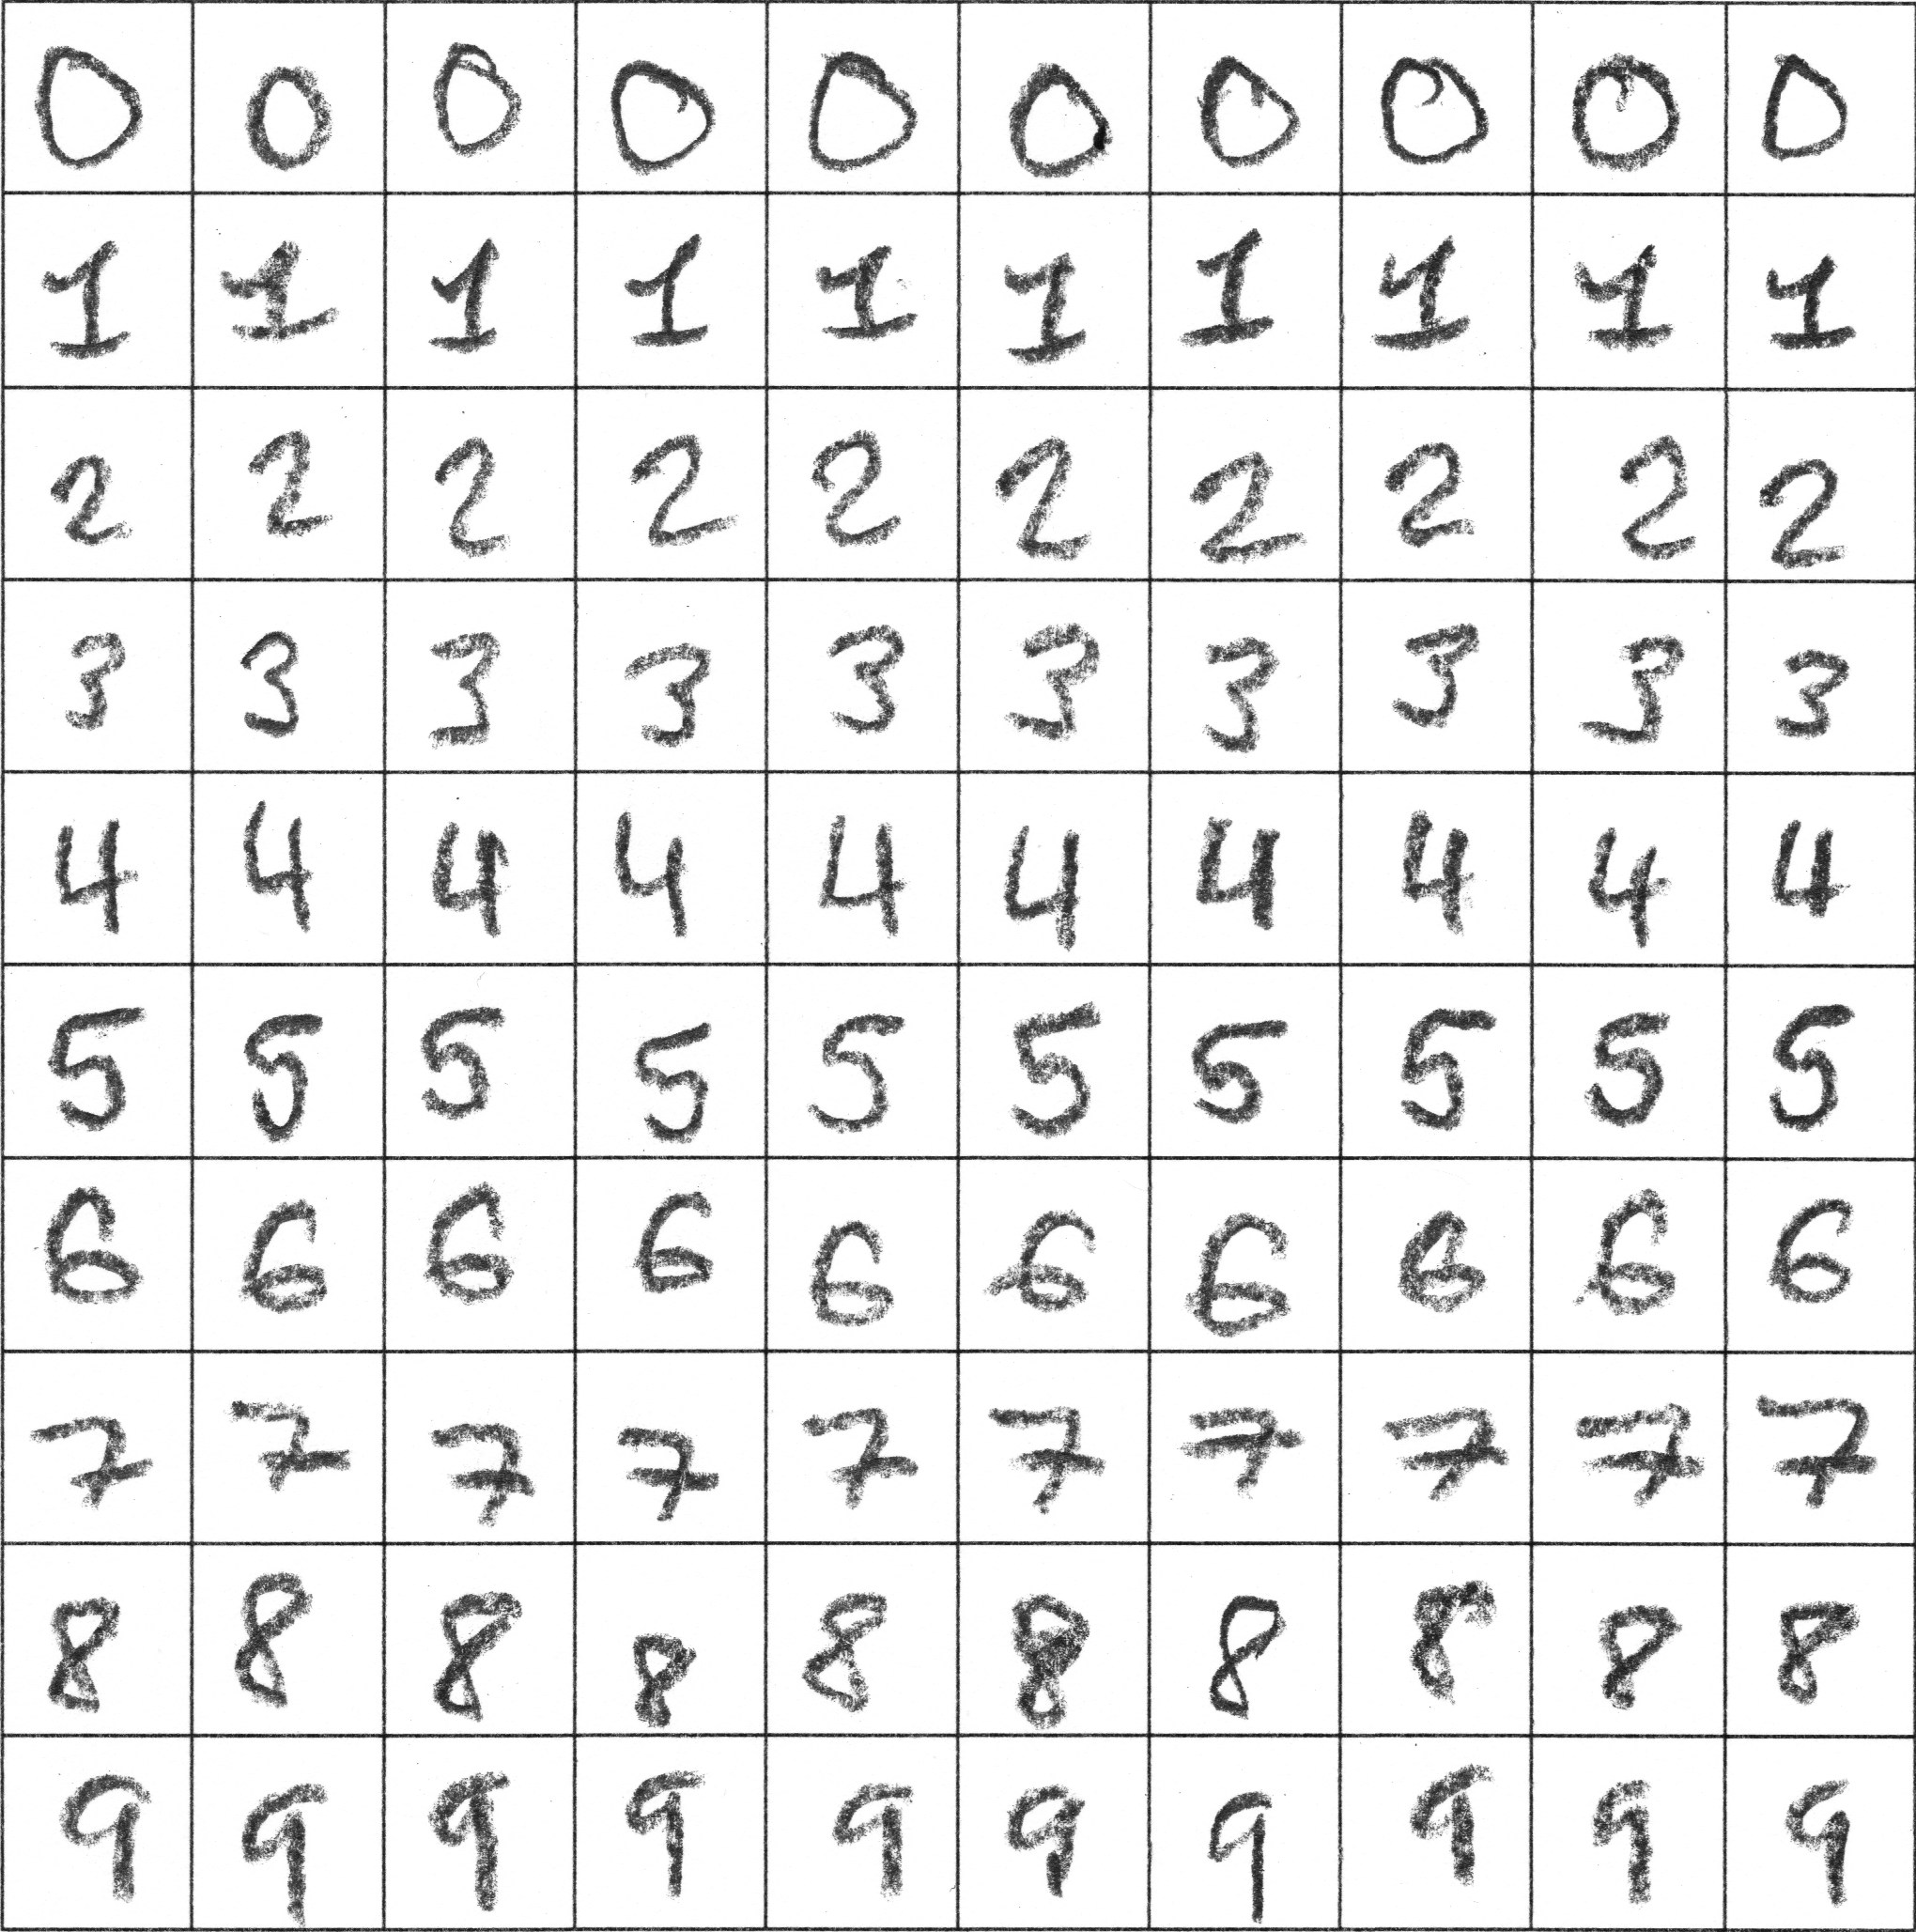 0 0 0 0 0 0 0 0 0 0
1 1 1 1 1 1 1 1 1 1
2 2 2 2 2 2 2 2 2 2
3 3 3 3 3 3 3 3 3 3
4 4 4 4 4 4 4 4 4 4
5 5 5 5 5 5 5 5 5 5
6 6 6 6 6 6 6 6 6 6
7 7 7 7 7 7 7 7 7 7
8 8 8 8 8 8 8 8 8 8
9 9 9 9 9 9 9 9 9 9